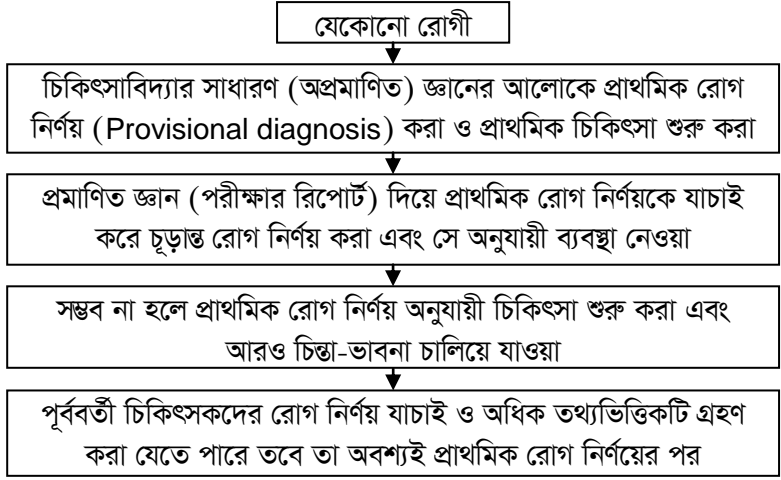 যেকোনো রোগী
চিকিৎসাবিদ্যার সাধারণ (অপ্রমাণিত) জ্ঞানের আলোকে প্রাথমিক রোগ
নির্ণয় (Provisional diagnosis) করা ও প্রাথমিক চিকিৎসা শুরু করা
প্রমাণিত জ্ঞান (পরীক্ষার রিপোর্ট) দিয়ে প্রাথমিক রোগ নির্ণয়কে যাচাই
করে চূড়ান্ত রোগ নির্ণয় করা এবং সে অনুযায়ী ব্যবস্থা নেওয়া
সম্ভব না হলে প্রাথমিক রোগ নির্ণয় অনুযায়ী চিকিৎসা শুরু করা এবং
আরও চিন্তা-ভাবনা চালিয়ে যাওয়া
পূর্ববর্তী চিকিৎসকদের রোগ নির্ণয় যাচাই ও অধিক তথ্যভিত্তিকটি গ্রহণ
করা যেতে পারে তবে তা অবশ্যই প্রাথমিক রোগ নির্ণয়ের পর